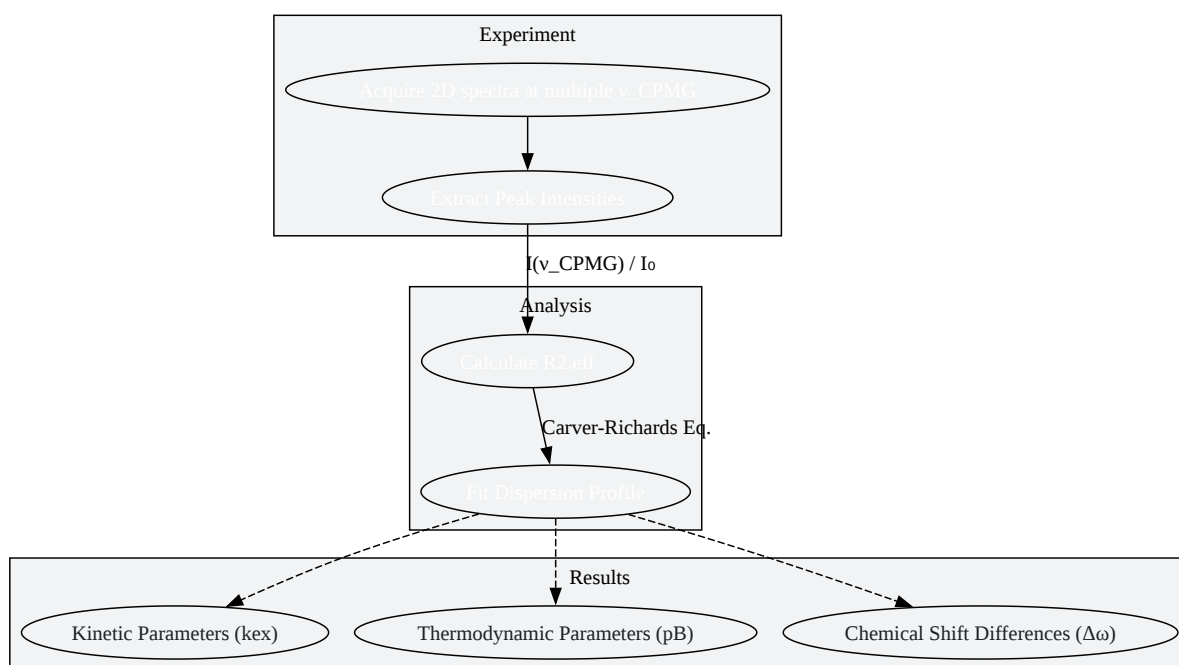 Experiment
Acquire 2D spectra at multiple ν_CPMG
Extract Peak Intensities
I(ν_CPMG) / I₀
Analysis
Calculate R2,eff
Carver-Richards Eq.
Fit Dispersion Profile
Results
Kinetic Parameters (kex)
Thermodynamic Parameters (pB)
Chemical Shift Differences (Δω)